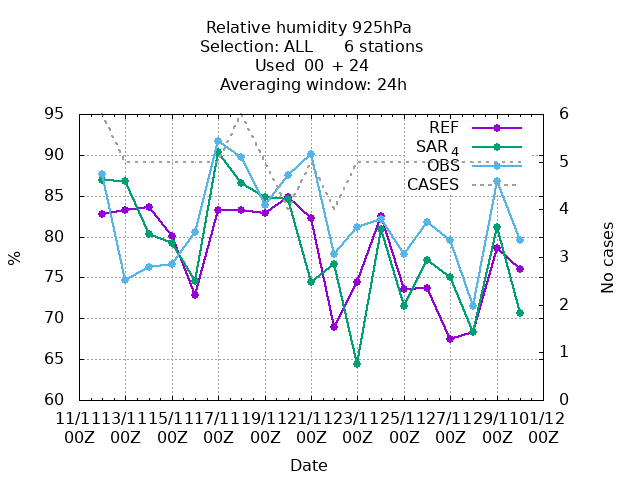 Relative humidity 925hPa
Selection: ALL 6 stations
Used 00 + 24
Averaging window: 24h
REF
SAR 4
OBS
CASES
95
90
85
80
75
70
65
60
6
5
4
3
2
1
0
%
No cases
11/11 13/11 15/11 17/11 19/11 21/11 23/11 25/11 27/11 29/11 01/12
00Z 00Z 00Z 00Z 00Z 00Z 00Z 00Z 00Z 00Z 00Z
Date